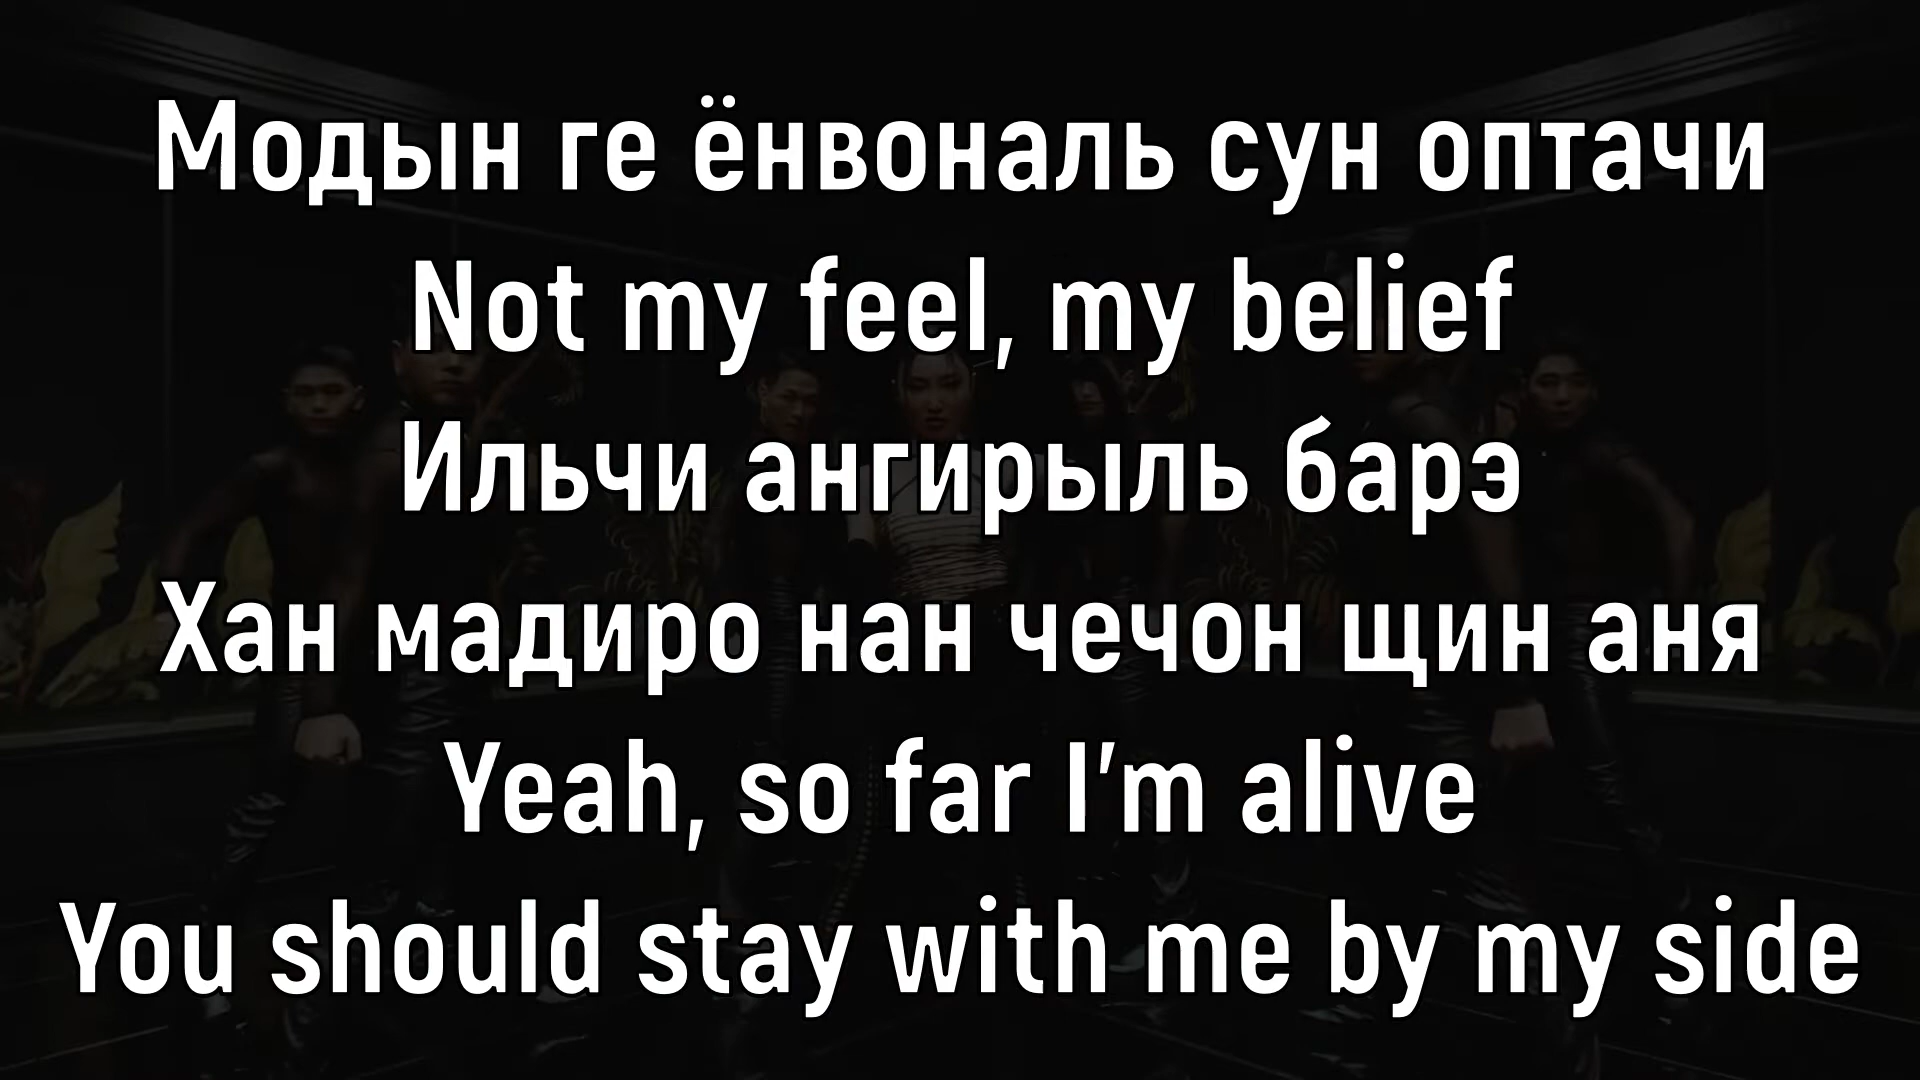 Модын ге ёнвональ сун оптачи
Not my feel, my belief
Ильчи ангирыль барэ
Хан мадиро нан чечон щин аня
Yeah, so far I'm alive
You should stay with me by my side